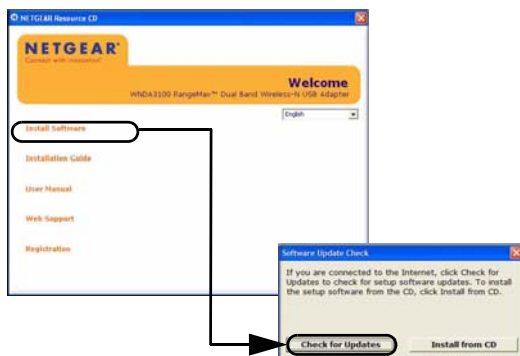 NETGEAR Resource CD
NETGEAR®
Connect with Innovation™
Welcome
WNDA3100 RangeMax™ Dual Band Wireless-N USB Adapter
English
Install Software
Installation Guide
User Manual
Web Support
Registration
Software Update Check
If you are connected to the Internet, click Check for
Updates to check for setup software updates. To install
the setup software from the CD, click Install from CD.
Check for Updates
Install from CD